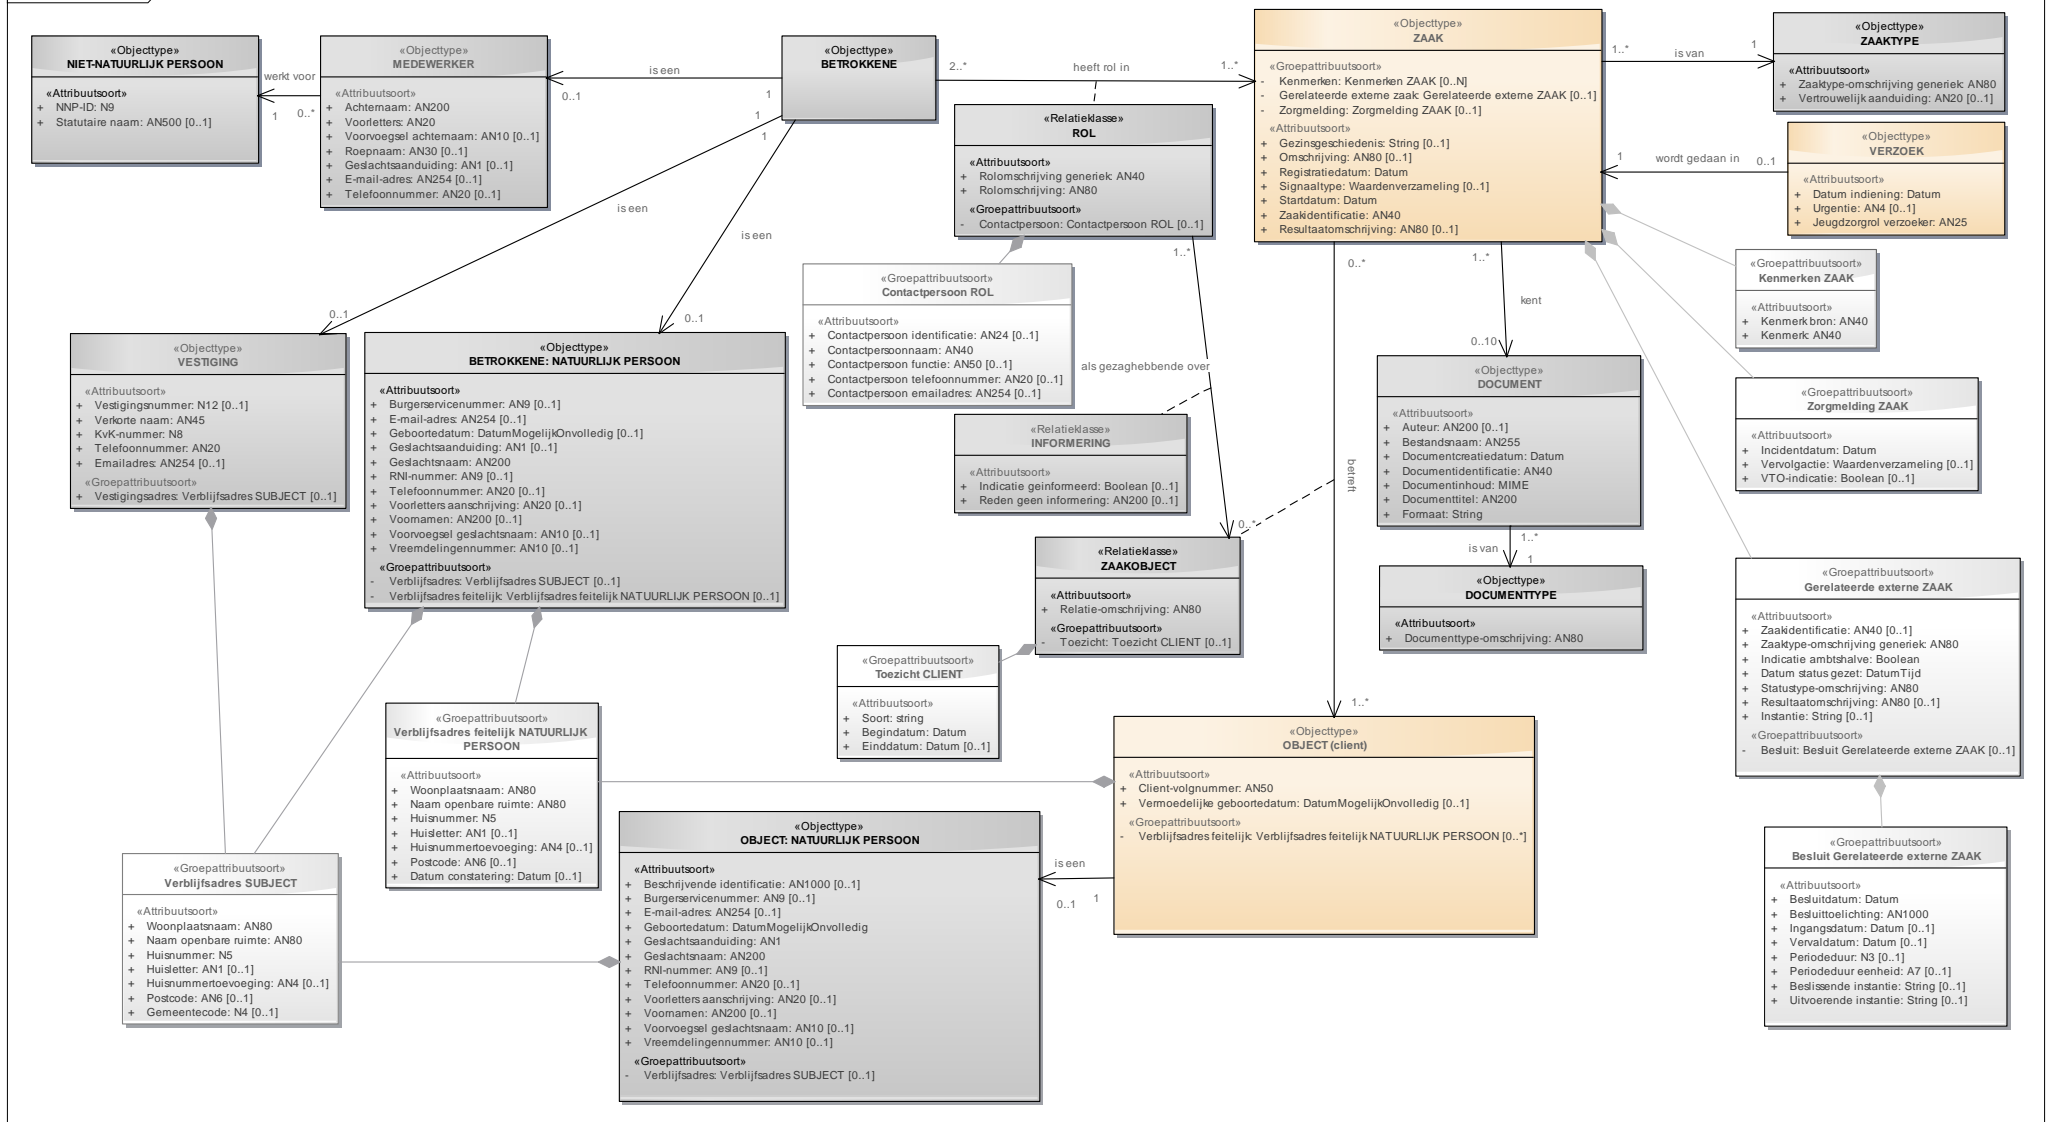 «Objecttype»
NIET-NATUURLIJK PERSOON
«Attribuutsoort»
+ NNP-ID: N9
+ Statutaire naam: AN500 [0..1]
werkt voor
1
0..*
«Objecttype»
MEDEWERKER
«Attribuutsoort»
+ Achternaam: AN200
+ Voorletters: AN20
+ Voorvoegsel achternaam: AN10 [0..1]
+ Roepnaam: AN30 [0..1]
+ Geslachtsaanduiding: AN1 [0..1]
+ E-mail-adres: AN254 [0..1]
+ Telefoonnummer: AN20 [0..1]
is een
0..1
1
«Objecttype»
BETROKKENE
1
1
is een
0..1
is een
0..1
2..*
heeft rol in
1..*
«Relatieklasse»
ROL
«Attribuutsoort»
+ Rolomschrijving generiek: AN40
+ Rolomschrijving: AN80
«Groepattribuutsoort»
- Contactpersoon: Contactpersoon ROL [0..1]
«Objecttype»
ZAAK
«Groepattribuutsoort»
- Kenmerken: Kenmerken ZAAK [0..N]
- Gerelateerde externe zaak: Gerelateerde externe ZAAK [0..1]
- Zorgmelding: Zorgmelding ZAAK [0..1]
«Attribuutsoort»
+ Gezinsgeschiedenis: String [0..1]
+ Omschrijving: AN80 [0..1]
+ Registratiedatum: Datum
+ Signaaltype: Waardenverzameling [0..1]
+ Startdatum: Datum
+ Zaakidentificatie: AN40
+ Resultaatomschrijving: AN80 [0..1]
1..*
is van
1
«Objecttype»
ZAAKTYPE
«Attribuutsoort»
+ Zaaktype-omschrijving generiek: AN80
+ Vertrouwelijkaanduiding: AN20 [0..1]
1
wordt gedaan in
0..1
«Objecttype»
VERZOEK
«Attribuutsoort»
+ Datum indiening: Datum
+ Urgentie: AN4 [0..1]
+ Jeugdzorgrol verzoeker: AN25
«Groepattribuutsoort»
Kenmerken ZAAK
«Attribuutsoort»
+ Kenmerk bron: AN40
+ Kenmerk: AN40
«Groepattribuutsoort»
Contactpersoon ROL
«Attribuutsoort»
+ Contactpersoon identificatie: AN24 [0..1]
+ Contactpersoonnaam: AN40
+ Contactpersoon functie: AN50 [0..1]
+ Contactpersoon telefoonnummer: AN20 [0..1]
+ Contactpersoon emailadres: AN254 [0..1]
1..*
als gezaghebbende over
0..*
0..*
betreft
1..*
1..*
kent
0..10
«Objecttype»
VESTIGING
«Attribuutsoort»
+ Vestigingsnummer: N12 [0..1]
+ Verkorte naam: AN45
+ KvK-nummer: N8
+ Telefoonnummer: AN20
+ Emailadres: AN254 [0..1]
«Groepattribuutsoort»
+ Vestigingsadres: Verblijfsadres SUBJECT [0..1]
«Objecttype»
BETROKKENE: NATUURLIJK PERSOON
«Attribuutsoort»
+ Burgerservicenummer: AN9 [0..1]
+ E-mail-adres: AN254 [0..1]
+ Geboortedatum: DatumMogelijkOnvolledig [0..1]
+ Geslachtsaanduiding: AN1 [0..1]
+ Geslachtsnaam: AN200
+ RNI-nummer: AN9 [0..1]
+ Telefoonnummer: AN20 [0..1]
+ Voorletters aanschrijving: AN20 [0..1]
+ Voornamen: AN200 [0..1]
+ Voorvoegsel geslachtsnaam: AN10 [0..1]
+ Vreemdelingennummer: AN10 [0..1]
«Groepattribuutsoort»
- Verblijfsadres: Verblijfsadres SUBJECT [0..1]
- Verblijfsadres feitelijk: Verblijfsadres feitelijk NATUURLIJK PERSOON [0..1]
«Relatieklasse»
INFORMERING
«Attribuutsoort»
+ Indicatie geinformeerd: Boolean [0..1]
+ Reden geen informering: AN200 [0..1]
«Objecttype»
DOCUMENT
«Attribuutsoort»
+ Auteur: AN200 [0..1]
+ Bestandsnaam: AN255
+ Documentcreatiedatum: Datum
+ Documentidentificatie: AN40
+ Documentinhoud: MIME
+ Documenttitel: AN200
+ Formaat: String
1..*
is van
1
«Objecttype»
DOCUMENTTYPE
«Attribuutsoort»
+ Documenttype-omschrijving: AN80
«Groepattribuutsoort»
Zorgmelding ZAAK
«Attribuutsoort»
+ Incidentdatum: Datum
+ Vervolgactie: Waardenverzameling [0..1]
+ VTO-indicatie: Boolean [0..1]
«Relatieklasse»
ZAAKOBJECT
«Attribuutsoort»
+ Relatie-omschrijving: AN80
«Groepattribuutsoort»
- Toezicht: Toezicht CLIENT [0..1]
«Groepattribuutsoort»
Toezicht CLIENT
«Attribuutsoort»
+ Soort: string
+ Begindatum: Datum
+ Einddatum: Datum [0..1]
«Groepattribuutsoort»
Gerelateerde externe ZAAK
«Attribuutsoort»
+ Zaakidentificatie: AN40 [0..1]
+ Zaaktype-omschrijving generiek: AN80
+ Indicatie ambtshalve: Boolean
+ Datum status gezet: DatumTijd
+ Statustype-omschrijving: AN80
+ Resultaatomschrijving: AN80 [0..1]
+ Instantie: String [0..1]
«Groepattribuutsoort»
- Besluit: Besluit Gerelateerde externe ZAAK [0..1]
«Groepattribuutsoort»
Verblijfsadres feitelijk NATUURLIJK
PERSOON
«Attribuutsoort»
+ Woonplaatsnaam: AN80
+ Naam openbare ruimte: AN80
+ Huisnummer: N5
+ Huisletter: AN1 [0..1]
+ Huisnummertoevoeging: AN4 [0..1]
+ Postcode: AN6 [0..1]
+ Datum constatering: Datum [0..1]
«Objecttype»
OBJECT (client)
«Attribuutsoort»
+ Client-volgnummer: AN50
+ Vermoedelijke geboortedatum: DatumMogelijkOnvolledig [0..1]
«Groepattribuutsoort»
- Verblijfsadres feitelijk: Verblijfsadres feitelijk NATUURLIJK PERSOON [0..*]
is een
0..1
1
«Objecttype»
OBJECT: NATUURLIJK PERSOON
«Attribuutsoort»
+ Beschrijvende identificatie: AN1000 [0..1]
+ Burgerservicenummer: AN9 [0..1]
+ E-mail-adres: AN254 [0..1]
+ Geboortedatum: DatumMogelijkOnvolledig
+ Geslachtsaanduiding: AN1
+ Geslachtsnaam: AN200
+ RNI-nummer: AN9 [0..1]
+ Telefoonnummer: AN20 [0..1]
+ Voorletters aanschrijving: AN20 [0..1]
+ Voornamen: AN200 [0..1]
+ Voorvoegsel geslachtsnaam: AN10 [0..1]
+ Vreemdelingennummer: AN10 [0..1]
«Groepattribuutsoort»
- Verblijfsadres: Verblijfsadres SUBJECT [0..1]
«Groepattribuutsoort»
Verblijfsadres SUBJECT
«Attribuutsoort»
+ Woonplaatsnaam: AN80
+ Naam openbare ruimte: AN80
+ Huisnummer: N5
+ Huisletter: AN1 [0..1]
+ Huisnummertoevoeging: AN4 [0..1]
+ Postcode: AN6 [0..1]
+ Gemeentecode: N4 [0..1]
«Groepattribuutsoort»
Besluit Gerelateerde externe ZAAK
«Attribuutsoort»
+ Besluitdatum: Datum
+ Besluittoelichting: AN1000
+ Ingangsdatum: Datum [0..1]
+ Vervaldatum: Datum [0..1]
+ Periodeduur: N3 [0..1]
+ Periodeduur eenheid: A7 [0..1]
+ Beslissende instantie: String [0..1]
+ Uitvoerende instantie: String [0..1]